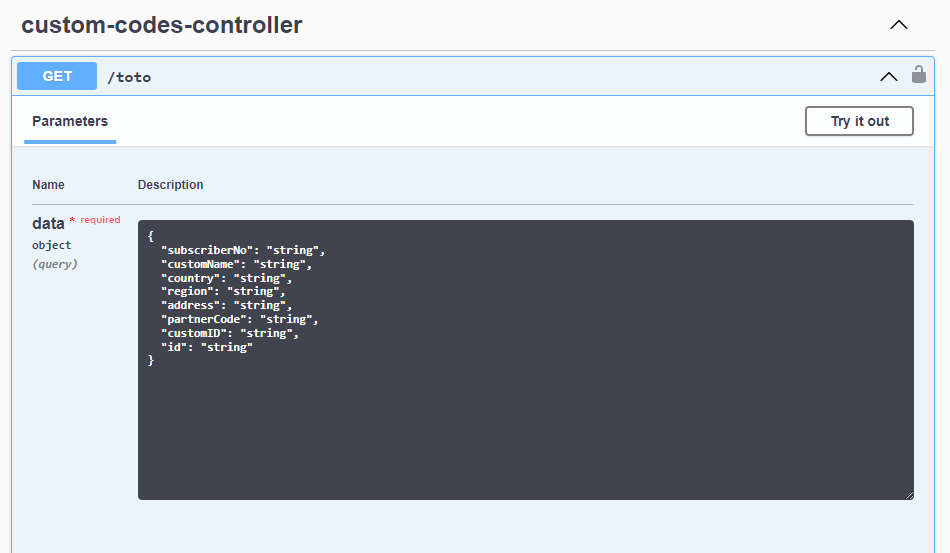 custom-codes-controller
GET /toto
Parameters
Try it out
Name Description
data * required
object
(query)
{
  "subscriberNo": "string",
  "customName": "string",
  "country": "string",
  "region": "string",
  "address": "string",
  "partnerCode": "string",
  "customID": "string",
  "id": "string"
}